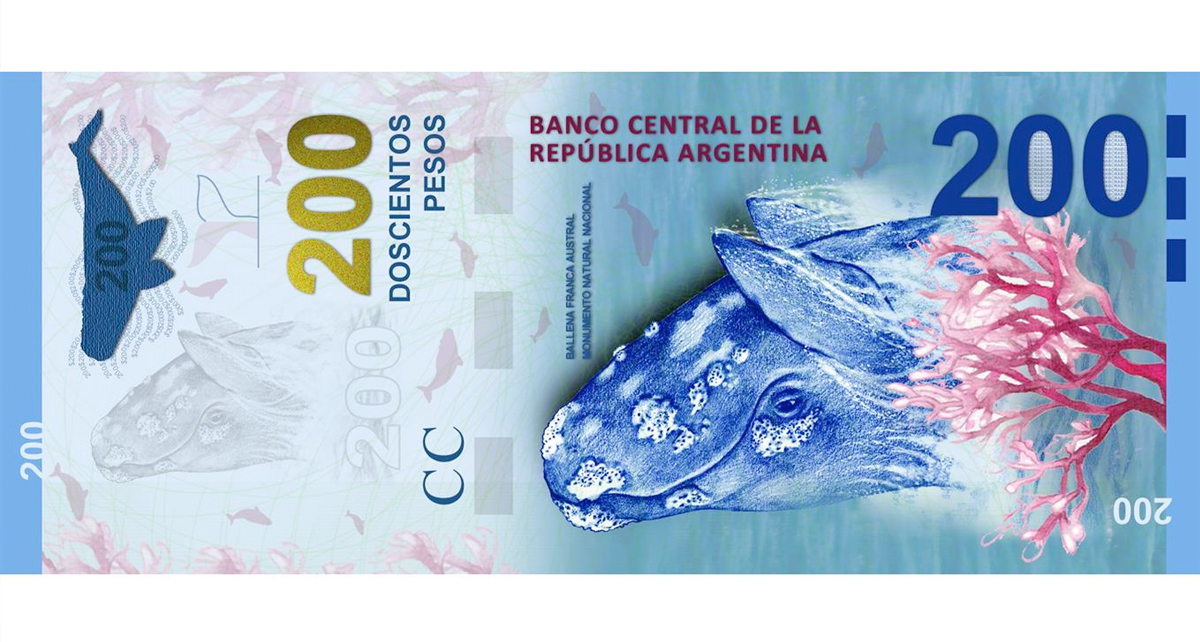 200
200
DOSCIENTOS
PESOS
BANCO CENTRAL DE LA
REPÚBLICA ARGENTINA
200
BALLENA FRANCA AUSTRAL
MONUMENTO NATURAL NACIONAL
200
CC
200
200